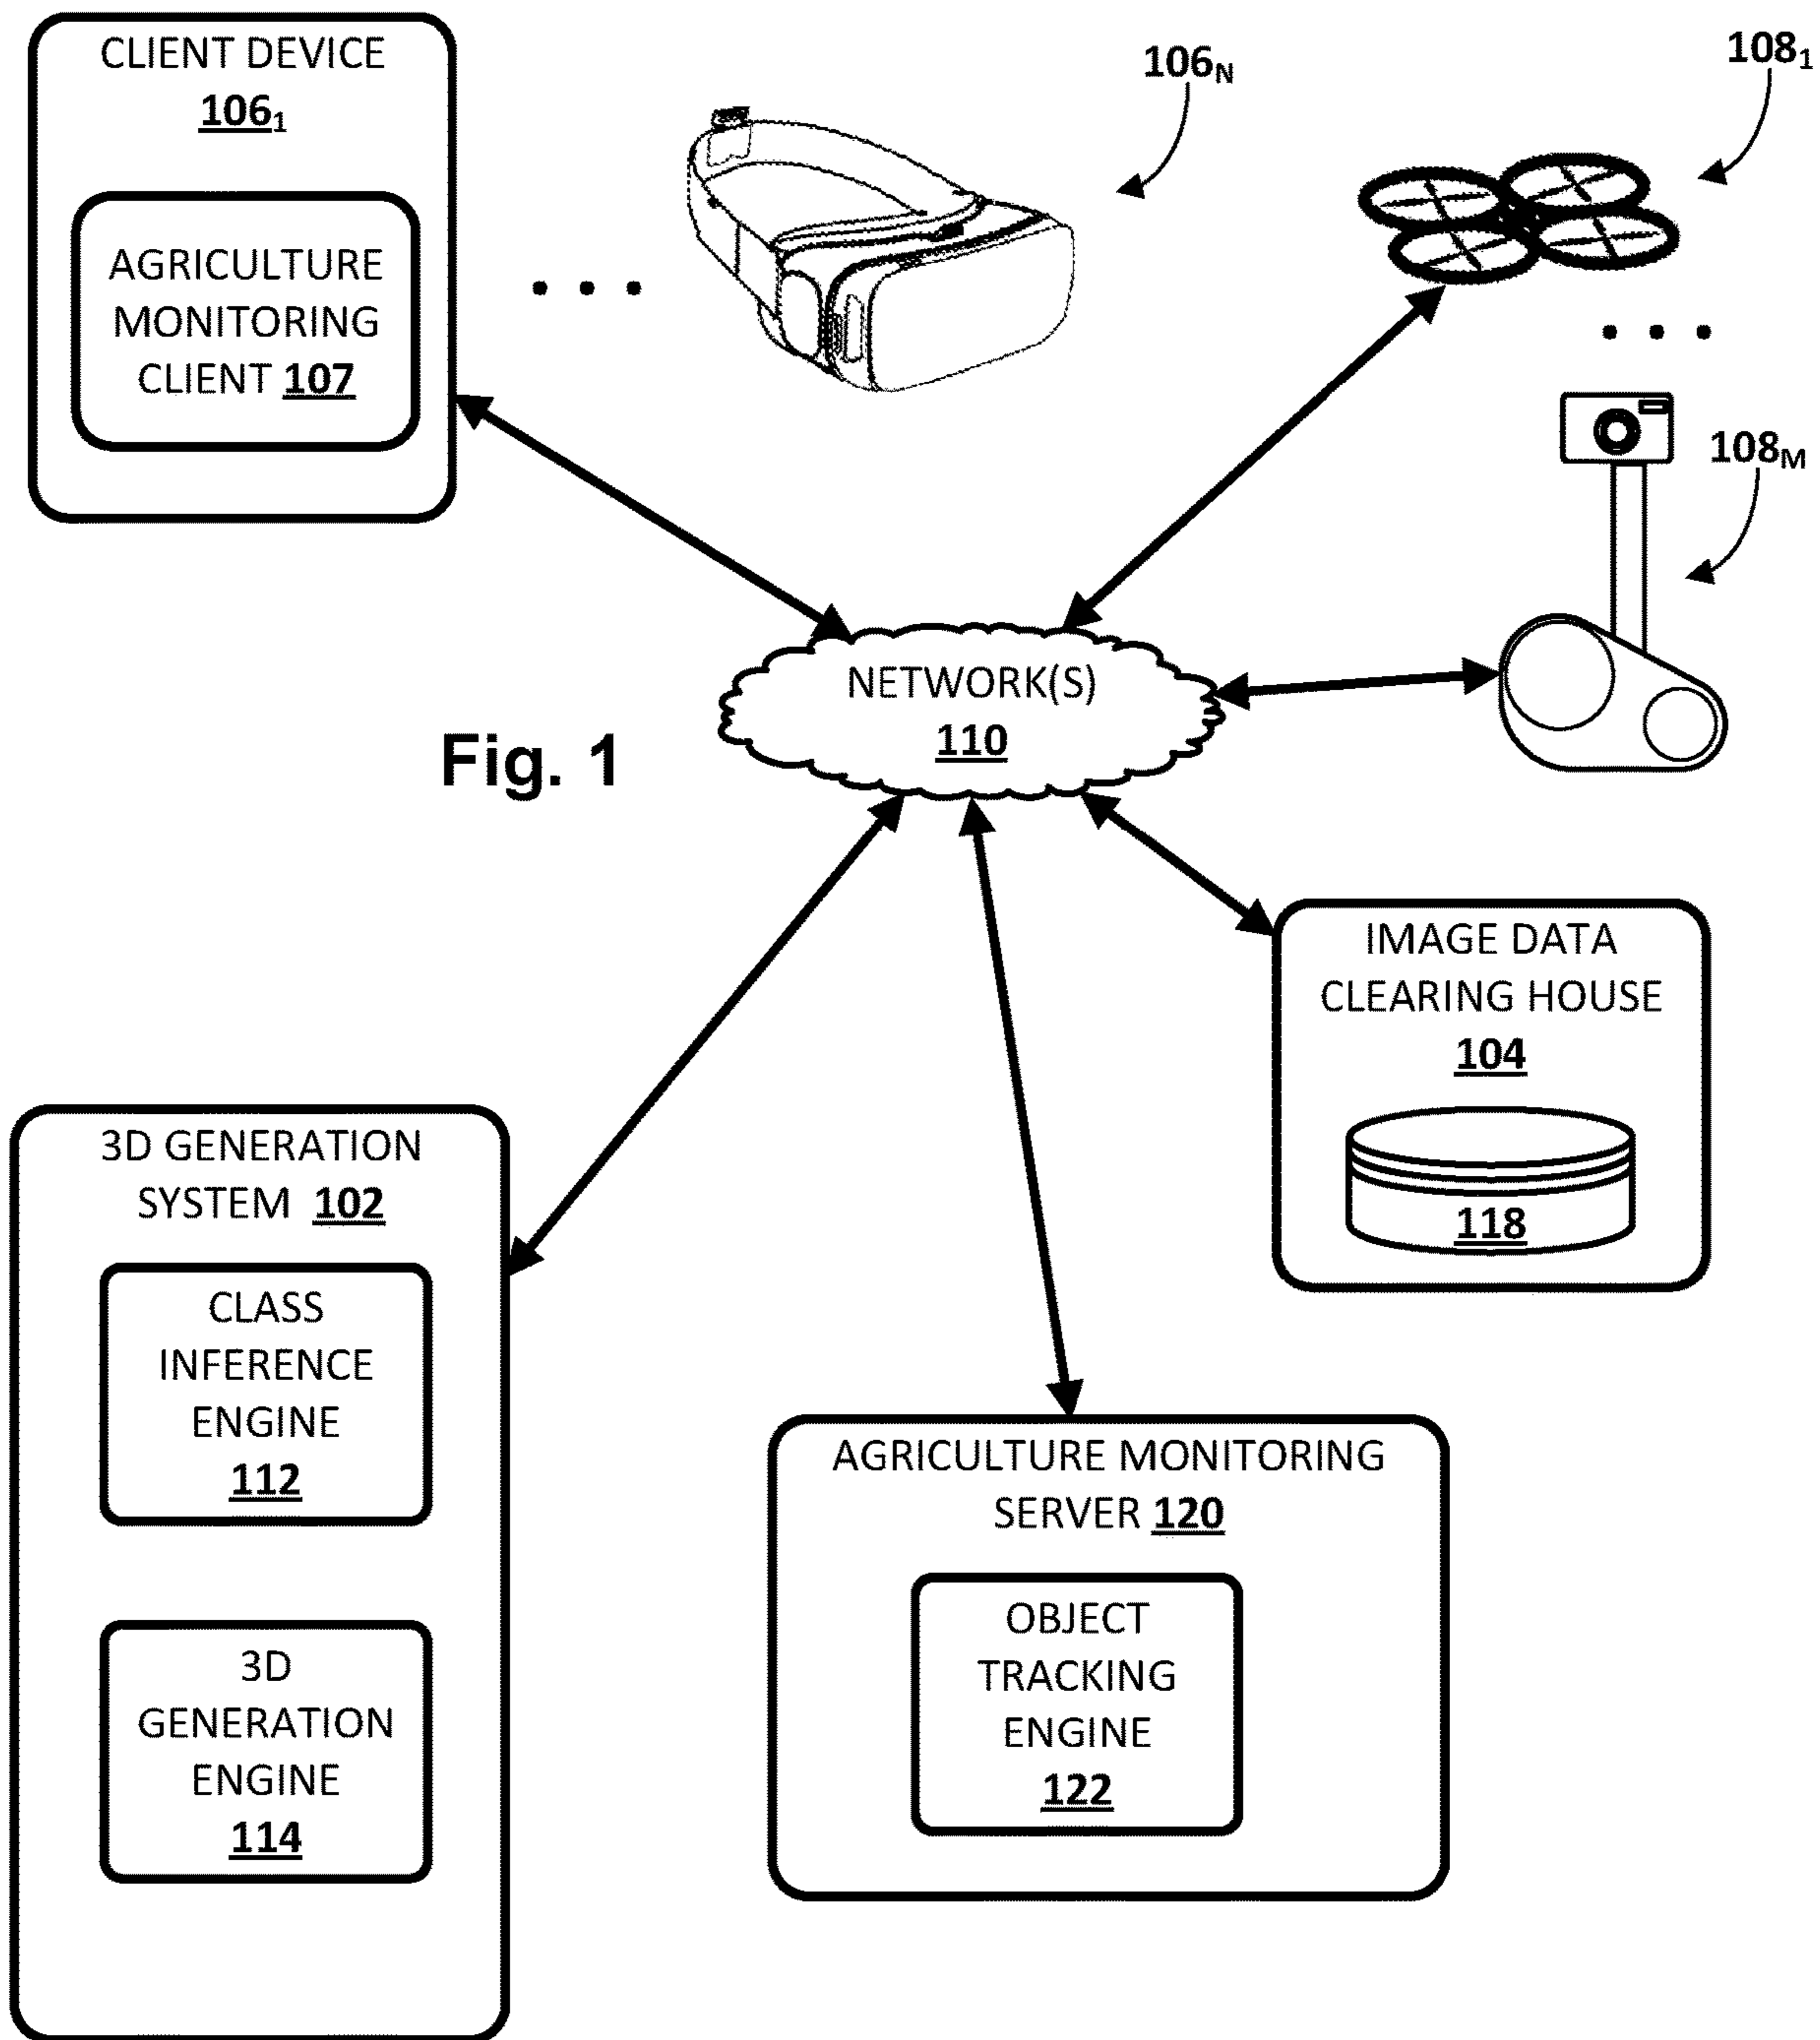 CLIENT DEVICE
106₁
AGRICULTURE
MONITORING
CLIENT 107
106N
108₁
108M
NETWORK(S)
110
Fig. 1
IMAGE DATA
CLEARING HOUSE
104
118
3D GENERATION
SYSTEM 102
CLASS
INFERENCE
ENGINE
112
3D
GENERATION
ENGINE
114
AGRICULTURE MONITORING
SERVER 120
OBJECT
TRACKING
ENGINE
122